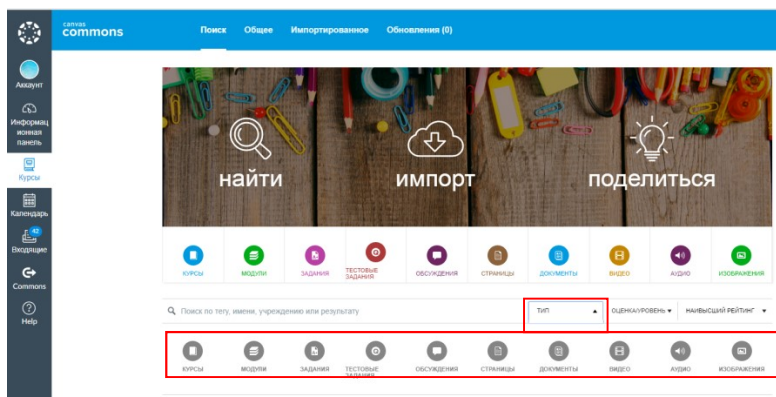 canvas
commons
Поиск Общее Импортированное Обновления (0)
Аккаунт
Информац
ионная
панель
Курсы
Календарь
42
Входящие
Commons
Help
найти импорт поделиться
КУРСЫ МОДУЛИ ЗАДАНИЯ ТЕСТОВЫЕ ЗАДАНИЯ ОБСУЖДЕНИЯ СТРАНИЦЫ ДОКУМЕНТЫ ВИДЕО АУДИО ИЗОБРАЖЕНИЯ
Поиск по тегу, имени, учреждению или результату ТИП ОЦЕНКА/УРОВЕНЬ НАИВЫСШИЙ РЕЙТИНГ
КУРСЫ МОДУЛИ ЗАДАНИЯ ТЕСТОВЫЕ ЗАДАНИЯ ОБСУЖДЕНИЯ СТРАНИЦЫ ДОКУМЕНТЫ ВИДЕО АУДИО ИЗОБРАЖЕНИЯ